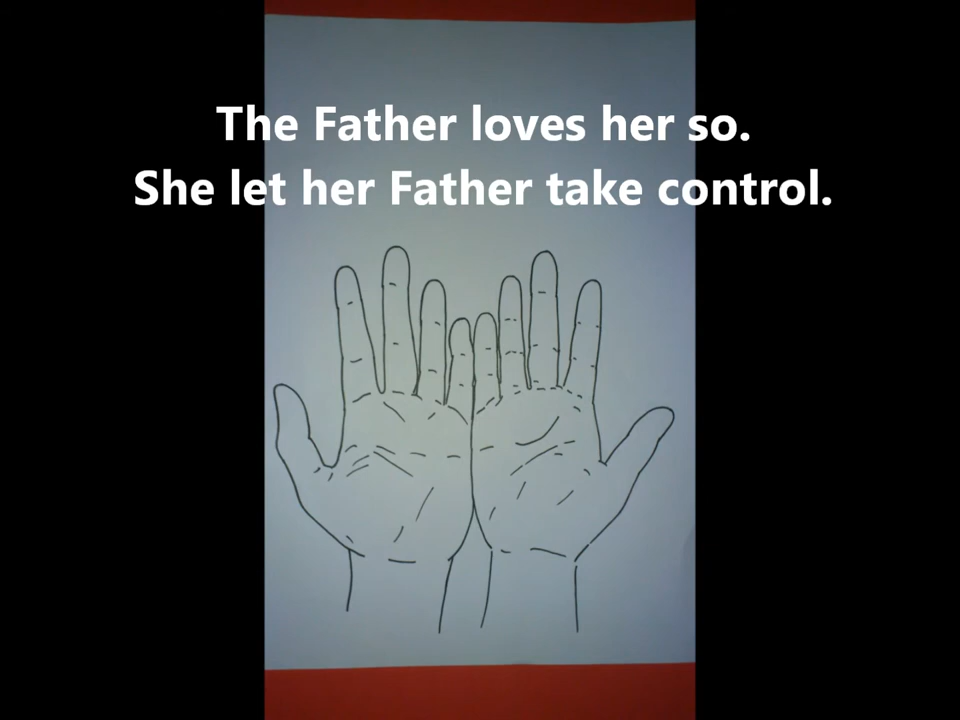 The Father loves her so.
She let her Father take control.